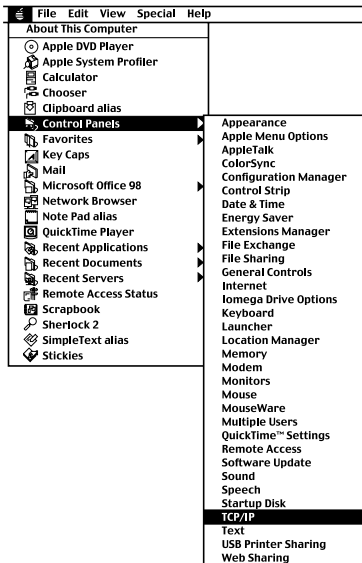 File Edit View Special Help
About This Computer
Apple DVD Player
Apple System Profiler
Calculator
Chooser
Clipboard alias
Control Panels
Favorites
Key Caps
Mail
Microsoft Office 98
Network Browser
Note Pad alias
QuickTime Player
Recent Applications
Recent Documents
Recent Servers
Remote Access Status
Scrapbook
Sherlock 2
SimpleText alias
Stickies
Appearance
Apple Menu Options
AppleTalk
ColorSync
Configuration Manager
Control Strip
Date & Time
Energy Saver
Extensions Manager
File Exchange
File Sharing
General Controls
Internet
Iomega Drive Options
Keyboard
Launcher
Location Manager
Memory
Modem
Monitors
Mouse
MouseWare
Multiple Users
QuickTime™ Settings
Remote Access
Software Update
Sound
Speech
Startup Disk
TCP/IP
Text
USB Printer Sharing
Web Sharing